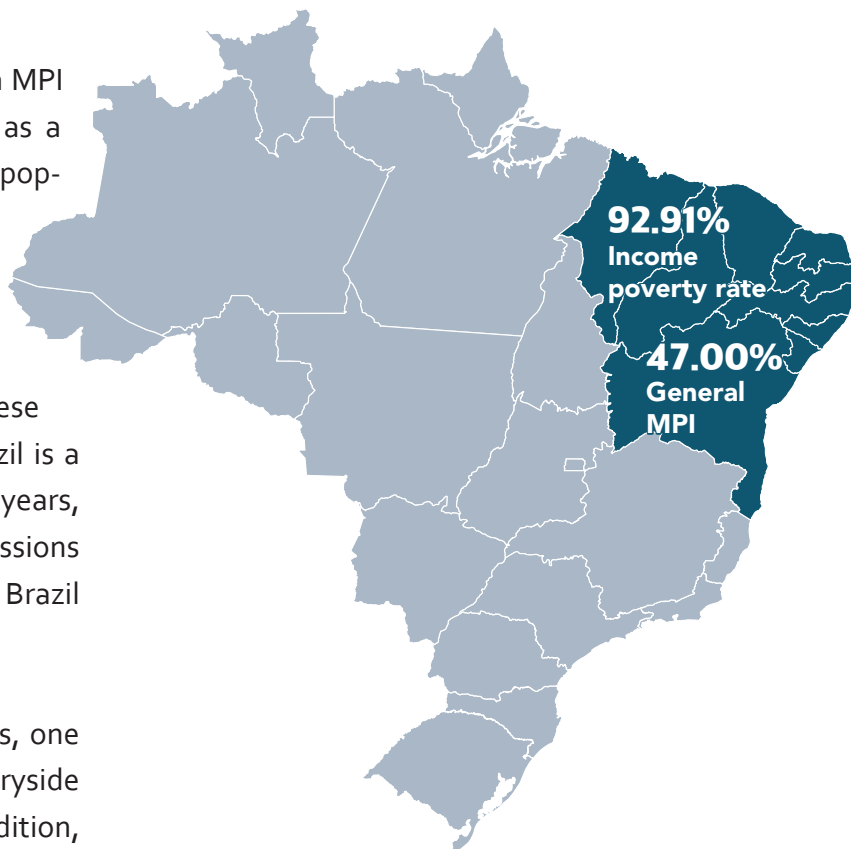 MPI
as a
pop-
92.91%
Income
poverty rate
47.00%
General
MPI
ese
zil is a
years,
ssions
Brazil
s, one
ryside
dition,